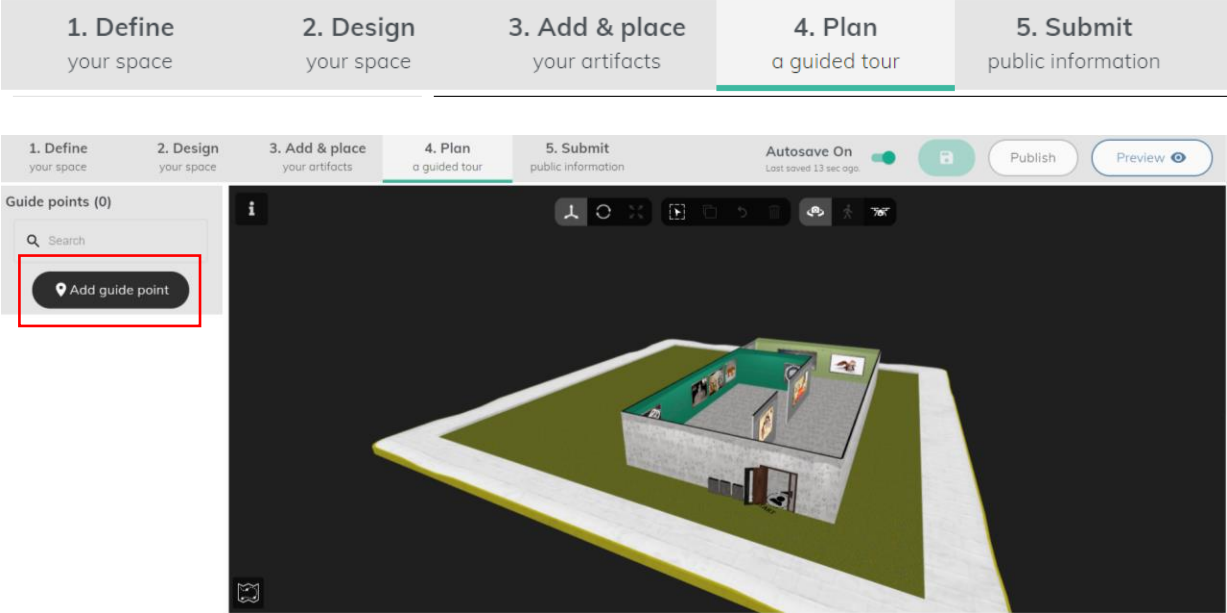 1. Define
your space
2. Design
your space
3. Add & place
your artifacts
4. Plan
a guided tour
5. Submit
public information
1. Define
your space
2. Design
your space
3. Add & place
your artifacts
4. Plan
a guided tour
5. Submit
public information
Autosave On
Last saved 13 sec ago.
Publish
Preview
Guide points (0)
Search
Add guide point
START